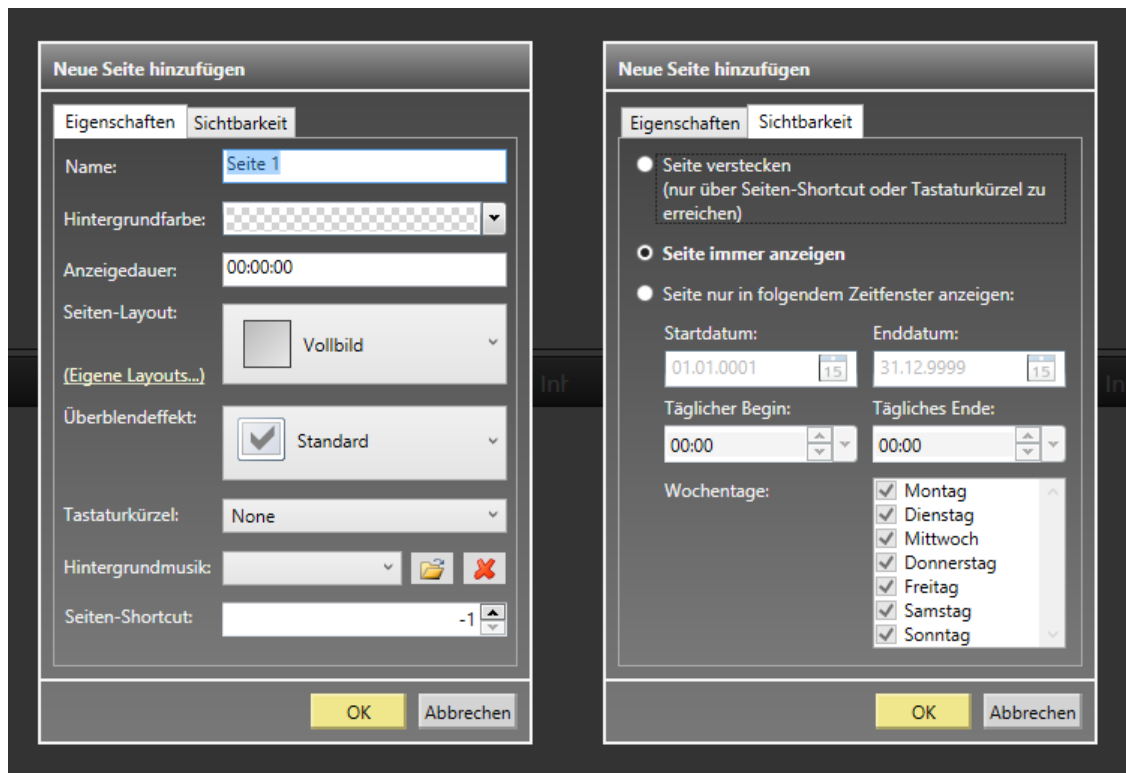 Neue Seite hinzufügen
Eigenschaften
Sichtbarkeit
Name:
Seite 1
Hintergrundfarbe:
Anzeigedauer:
00:00:00
Seiten-Layout:
Vollbild
(Eigene Layouts...)
Überblendeffekt:
Standard
Tastaturkürzel:
None
Hintergrundmusik:
Seiten-Shortcut:
-1
OK
Abbrechen
Neue Seite hinzufügen
Eigenschaften
Sichtbarkeit
Seite verstecken
(nur über Seiten-Shortcut oder Tastaturkürzel zu
erreichen)
Seite immer anzeigen
Seite nur in folgendem Zeitfenster anzeigen:
Startdatum:
Enddatum:
01.01.0001
15
31.12.9999
15
Täglicher Begin:
Tägliches Ende:
00:00
00:00
Wochentage:
Montag
Dienstag
Mittwoch
Donnerstag
Freitag
Samstag
Sonntag
OK
Abbrechen